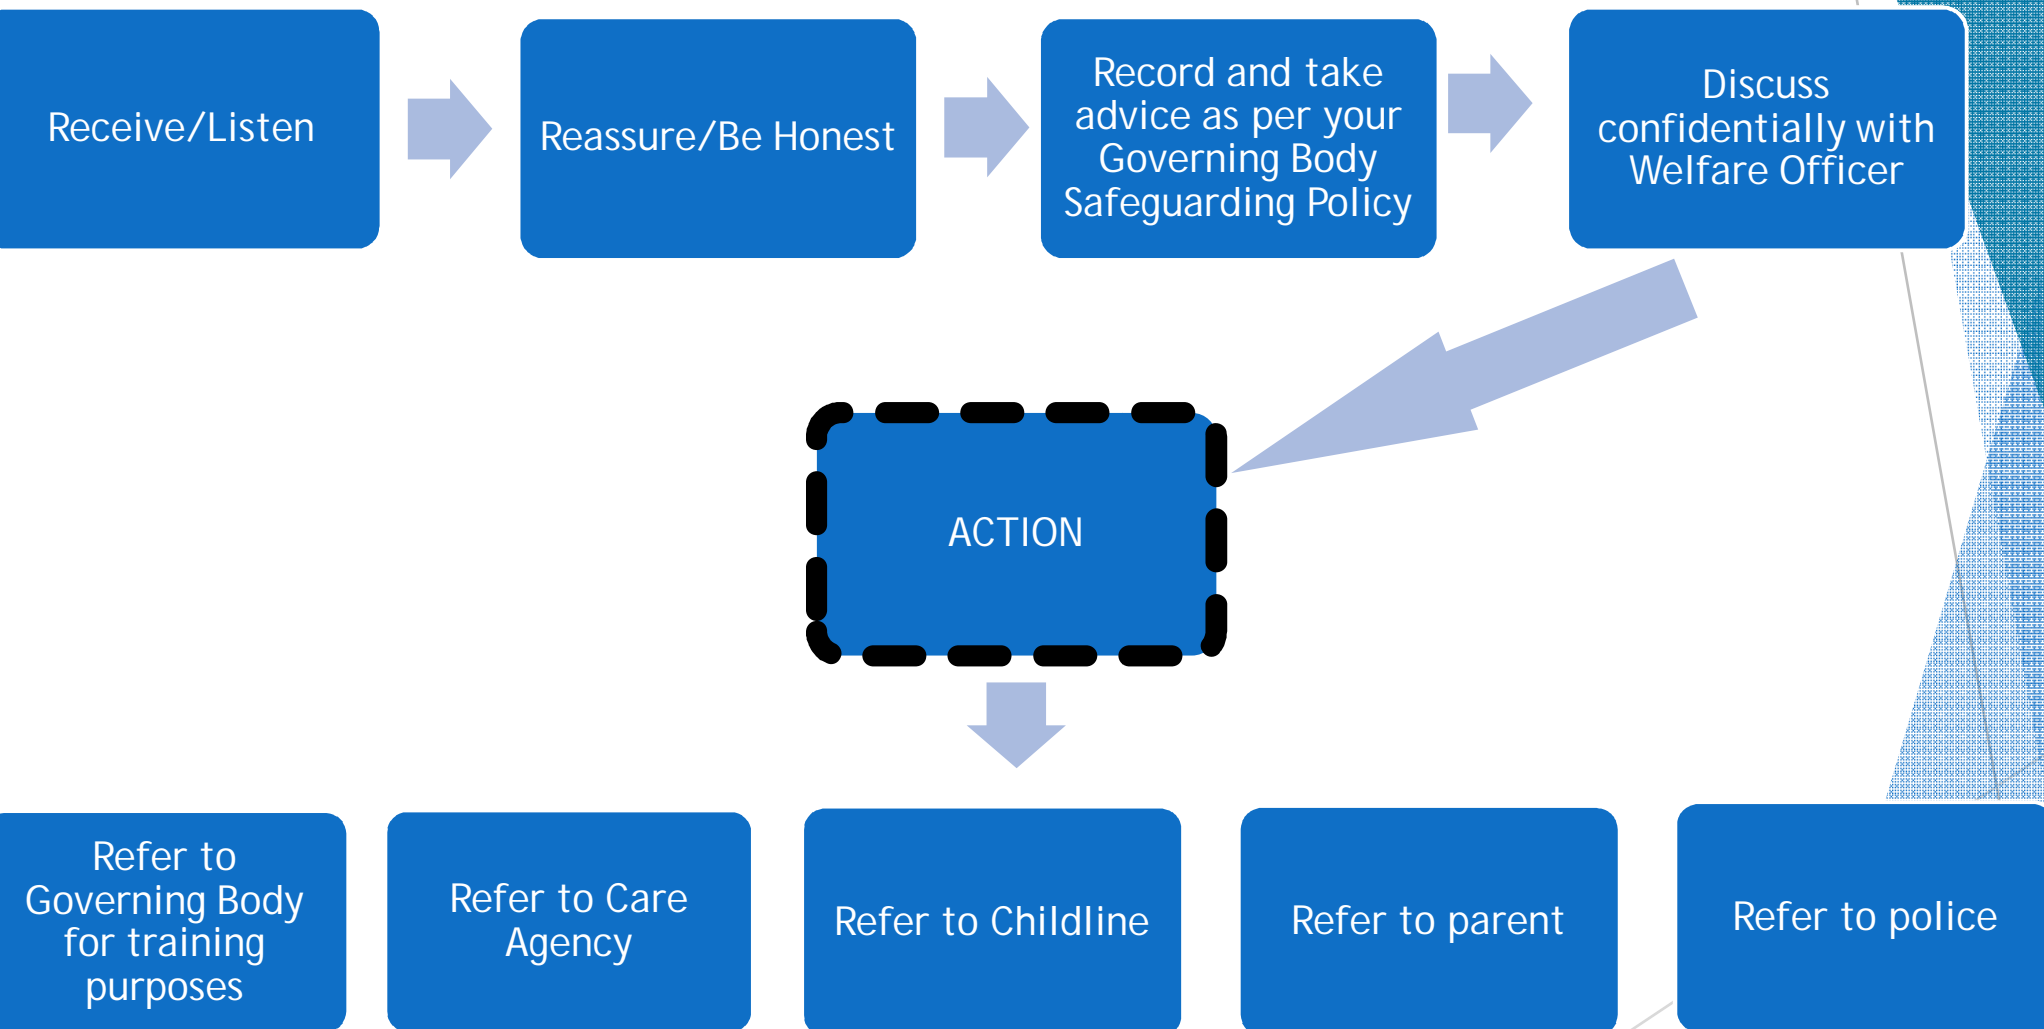 Receive/Listen
Reassure/Be Honest
Record and take
advice as per your
Governing Body
Safeguarding Policy
Discuss
confidentially with
Welfare Officer
ACTION
Refer to
Governing Body
for training
purposes
Refer to Care
Agency
Refer to Childline
Refer to parent
Refer to police